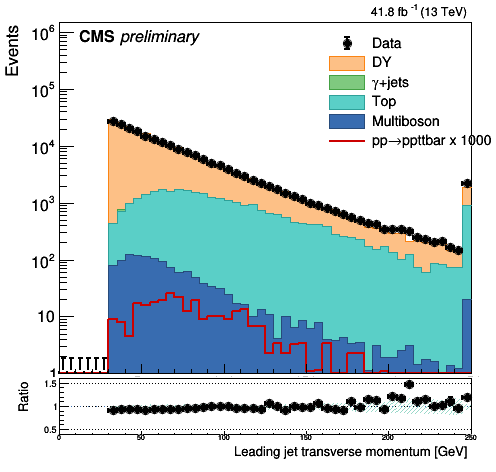 41.8 fb⁻¹ (13 TeV)
CMS preliminary
Events
10⁶
10⁵
10⁴
10³
10²
10
1
Data
DY
γ+jets
Top
Multiboson
pp→ppttbar x 1000
Ratio
1.5
1
0.5
0 50 100 150 200 250
Leading jet transverse momentum [GeV]